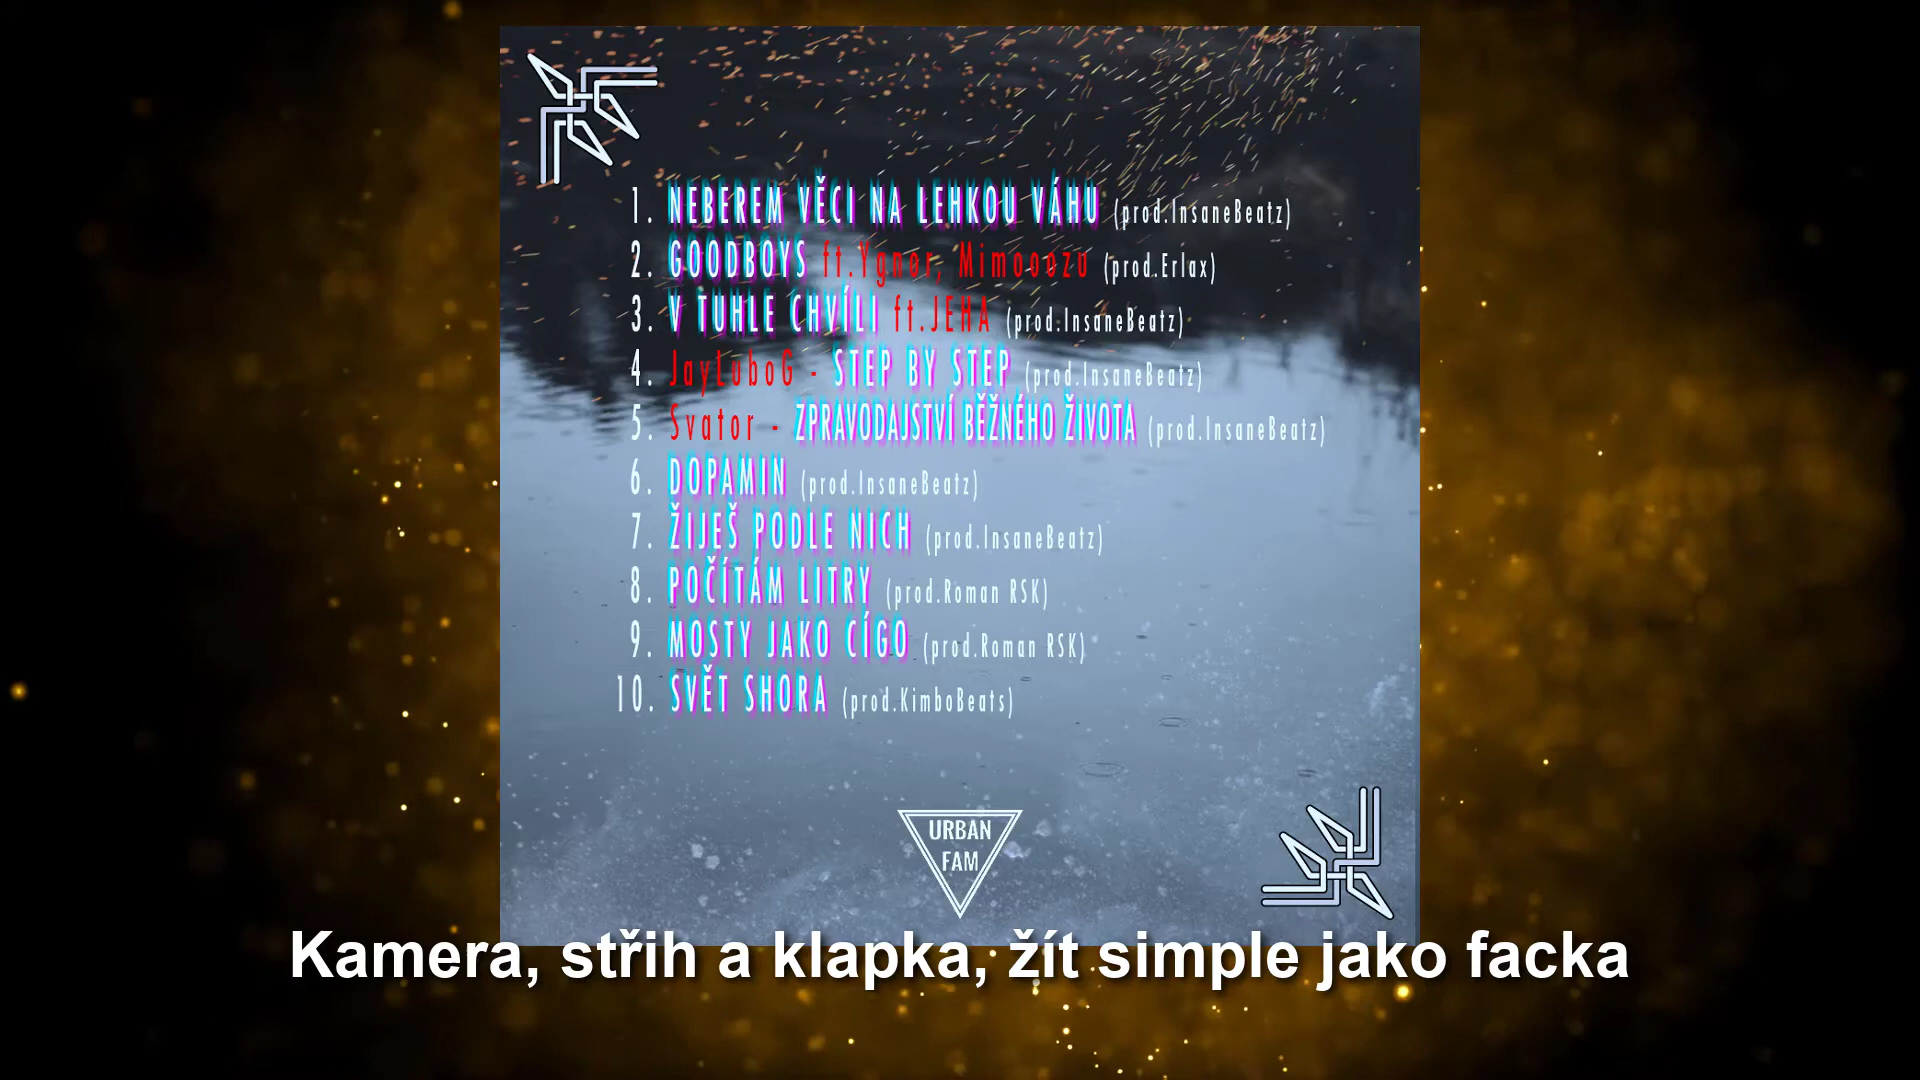 1. NEBEREM VĚCI NA LEHKOU VÁHU (prod.InsaneBeatz)
2. GOODBOYS ft.Ygnor, Mimooozu (prod.Erlax)
3. V TUHLE CHVÍLI ft.JEHA (prod.InsaneBeatz)
4. JayLuboG - STEP BY STEP (prod.InsaneBeatz)
5. Svator - ZPRAVODAJSTVÍ BĚŽNÉHO ŽIVOTA (prod.InsaneBeatz)
6. DOPAMIN (prod.InsaneBeatz)
7. ŽIJEŠ PODLE NICH (prod.InsaneBeatz)
8. POČÍTÁM LITRY (prod.Roman RSK)
9. MOSTY JAKO CÍGO (prod.Roman RSK)
10. SVĚT SHORA (prod.KimboBeats)
URBAN
FAM
Kamera, střih a klapka, žít simple jako facka